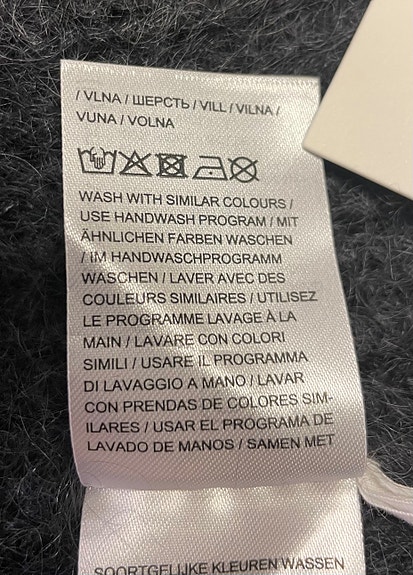 / VLNA / ШЕРСТЬ / VILL / VILNA /
VUNA / VOLNA
WASH WITH SIMILAR COLOURS /
USE HANDWASH PROGRAM / MIT
ÄHNLICHEN FARBEN WASCHEN
/ IM HANDWASCHPROGRAMM
WASCHEN / LAVER AVEC DES
COULEURS SIMILAIRES / UTILISEZ
LE PROGRAMME LAVAGE À LA
MAIN / LAVARE CON COLORI
SIMILI / USARE IL PROGRAMMA
DI LAVAGGIO A MANO / LAVAR
CON PRENDAS DE COLORES SIM-
ILARES / USAR EL PROGRAMA DE
LAVADO DE MANOS / SAMEN MET
SOORTGELIJKE KLEUREN WASSEN